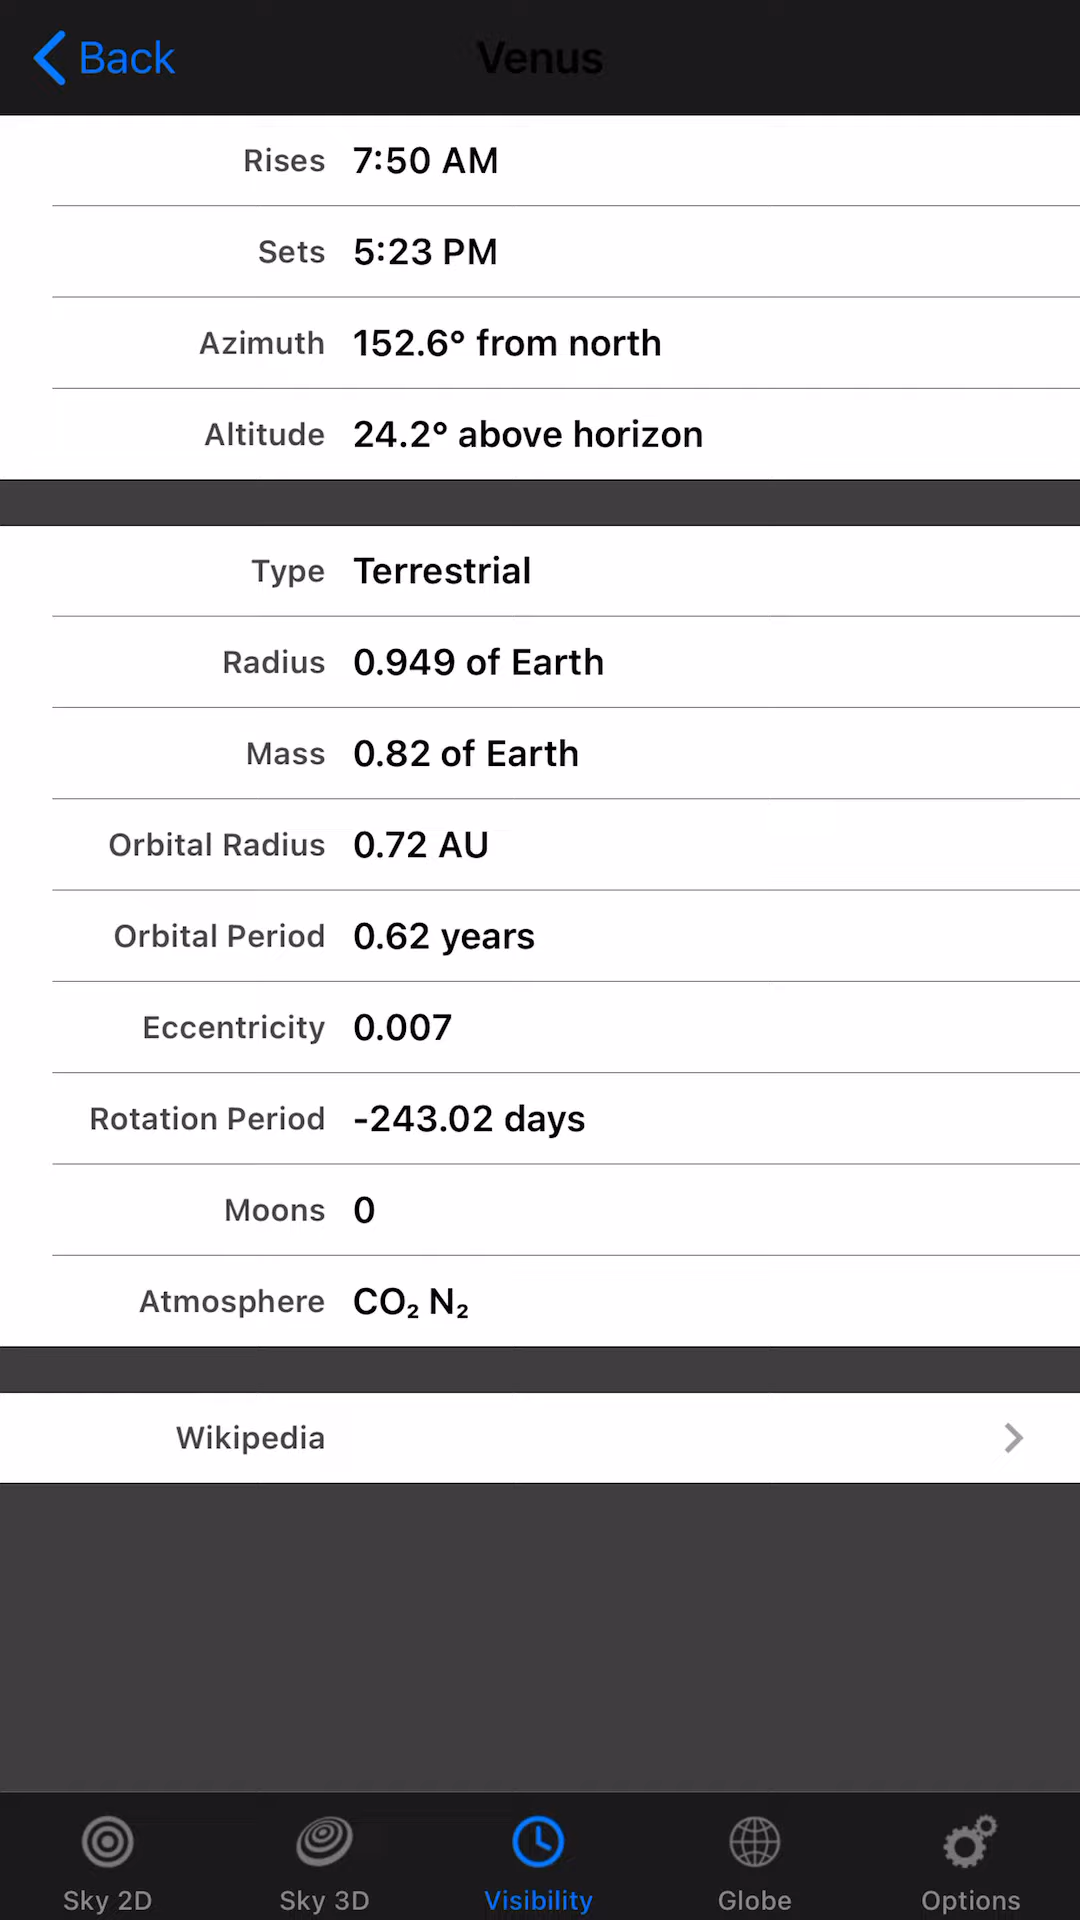 Back
Venus
Rises 7:50 AM
Sets 5:23 PM
Azimuth 152.6° from north
Altitude 24.2° above horizon
Type Terrestrial
Radius 0.949 of Earth
Mass 0.82 of Earth
Orbital Radius 0.72 AU
Orbital Period 0.62 years
Eccentricity 0.007
Rotation Period -243.02 days
Moons 0
Atmosphere CO₂ N₂
Wikipedia
Sky 2D Sky 3D Visibility Globe Options